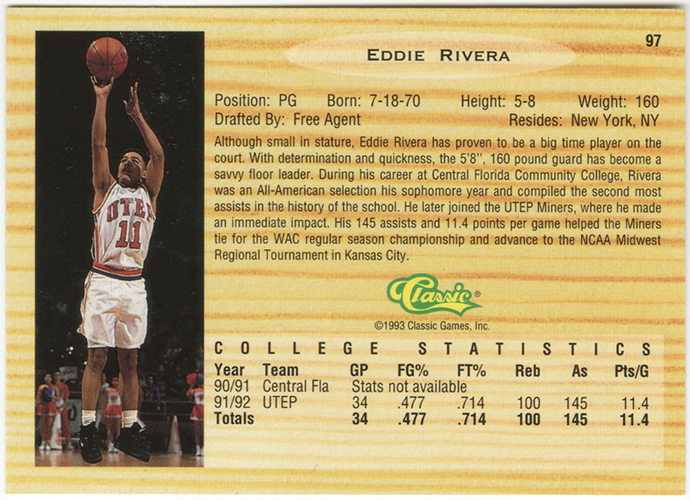 97
EDDIE RIVERA
Position: PG Born: 7-18-70 Height: 5-8 Weight: 160
Drafted By: Free Agent Resides: New York, NY
Although small in stature, Eddie Rivera has proven to be a big time player on
the court. With determination and quickness, the 5'8", 160 pound guard has become a
savvy floor leader. During his career at Central Florida Community College, Rivera
was an All-American selection his sophomore year and compiled the second most
assists in the history of the school. He later joined the UTEP Miners, where he made
an immediate impact. His 145 assists and 11.4 points per game helped the Miners
tie for the WAC regular season championship and advance to the NCAA Midwest
Regional Tournament in Kansas City.
UTEP
11
Classic®
©1993 Classic Games, Inc.
COLLEGE STATISTICS
Year Team GP FG% FT% Reb As Pts/G
90/91 Central Fla Stats not available
91/92 UTEP 34 .477 .714 100 145 11.4
Totals 34 .477 .714 100 145 11.4